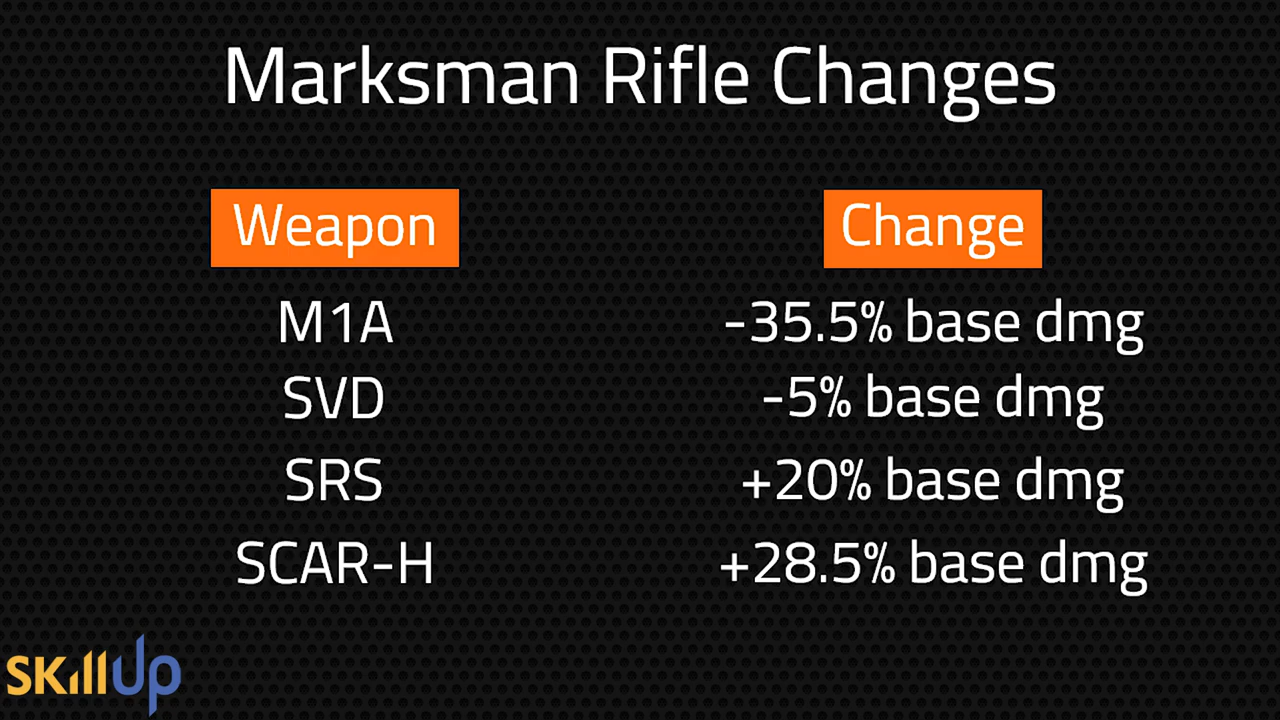 Marksman Rifle Changes
Weapon Change
M1A -35.5% base dmg
SVD -5% base dmg
SRS +20% base dmg
SCAR-H +28.5% base dmg
SKillUp